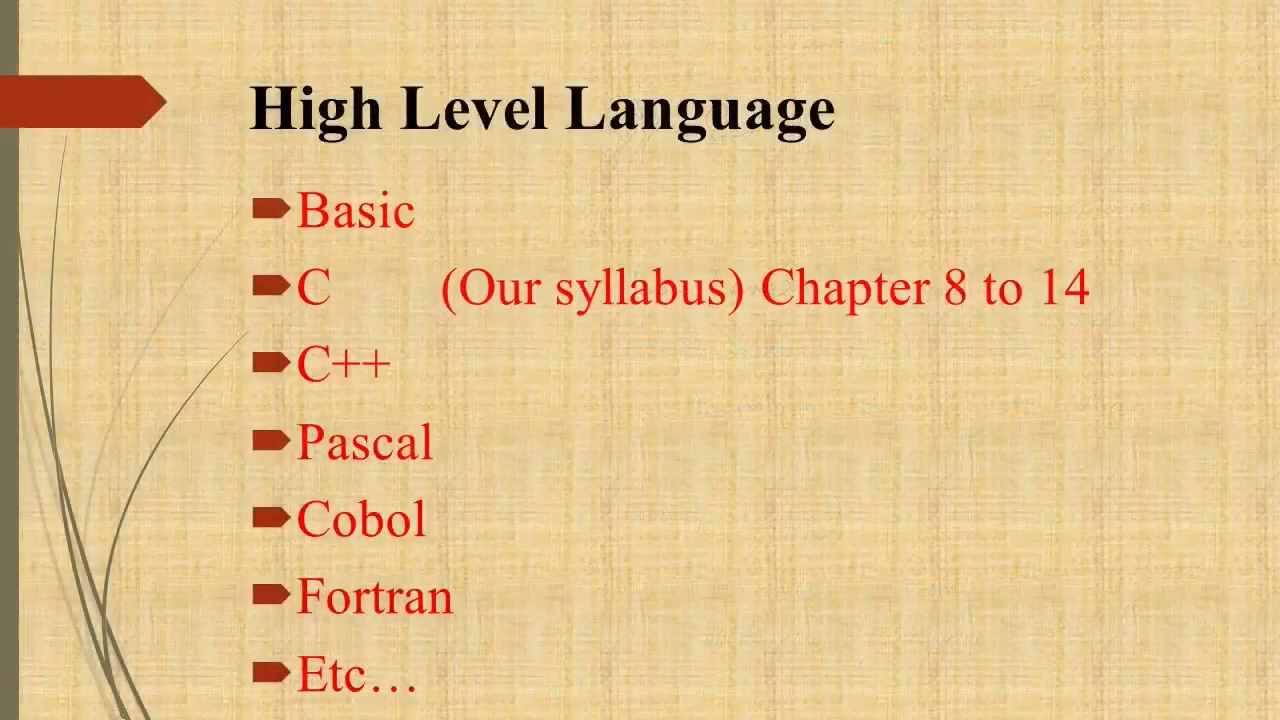 High Level Language
Basic
C (Our syllabus) Chapter 8 to 14
C++
Pascal
Cobol
Fortran
Etc…